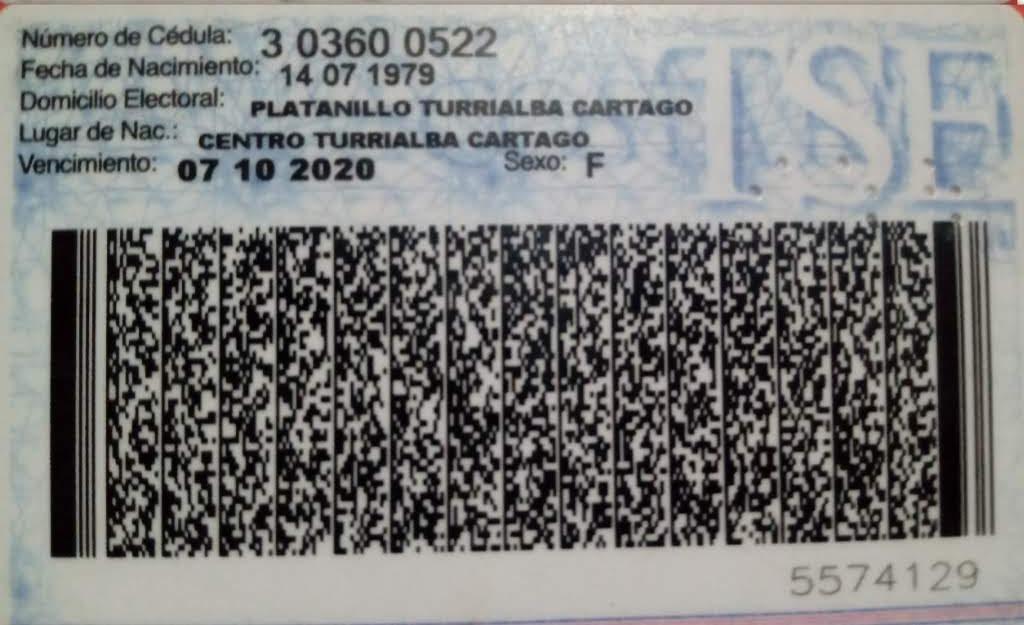 Número de Cédula: 3 0360 0522
Fecha de Nacimiento: 14 07 1979
Domicilio Electoral: PLATANILLO TURRIALBA CARTAGO
Lugar de Nac.: CENTRO TURRIALBA CARTAGO
Vencimiento: 07 10 2020 Sexo: F
TSE
5574129